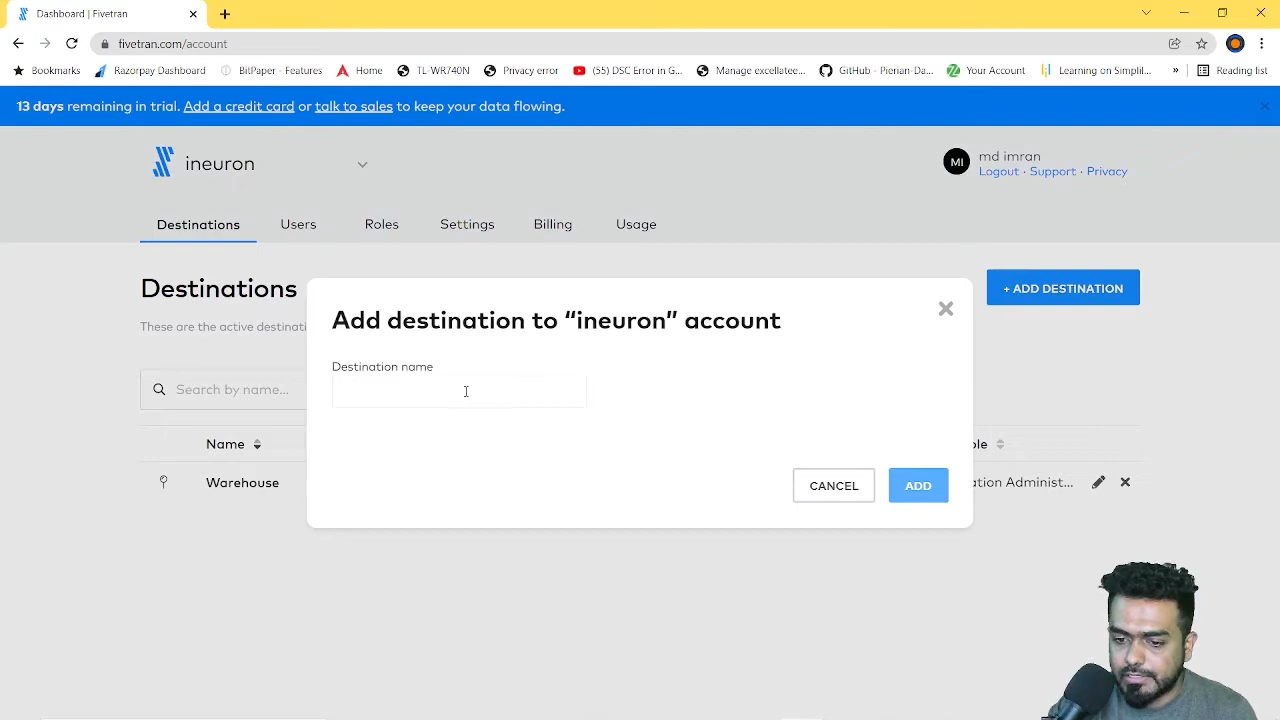 Dashboard | Fivetran
fivetran.com/account
Bookmarks
Razorpay Dashboard
BitPaper - Features
Home
TL-WR740N
Privacy error
(55) DSC Error in G...
Manage excellstee...
GitHub - Pierian-Da...
Your Account
Learning on Simplil...
»
Reading list
13 days remaining in trial. Add a credit card or talk to sales to keep your data flowing.
ineuron
MI
md imran
Logout · Support · Privacy
Destinations
Users
Roles
Settings
Billing
Usage
Destinations
+ ADD DESTINATION
These are the active destinati
Add destination to “ineuron” account
Destination name
Search by name...
Name
ole
Warehouse
ation Administ...
CANCEL
ADD